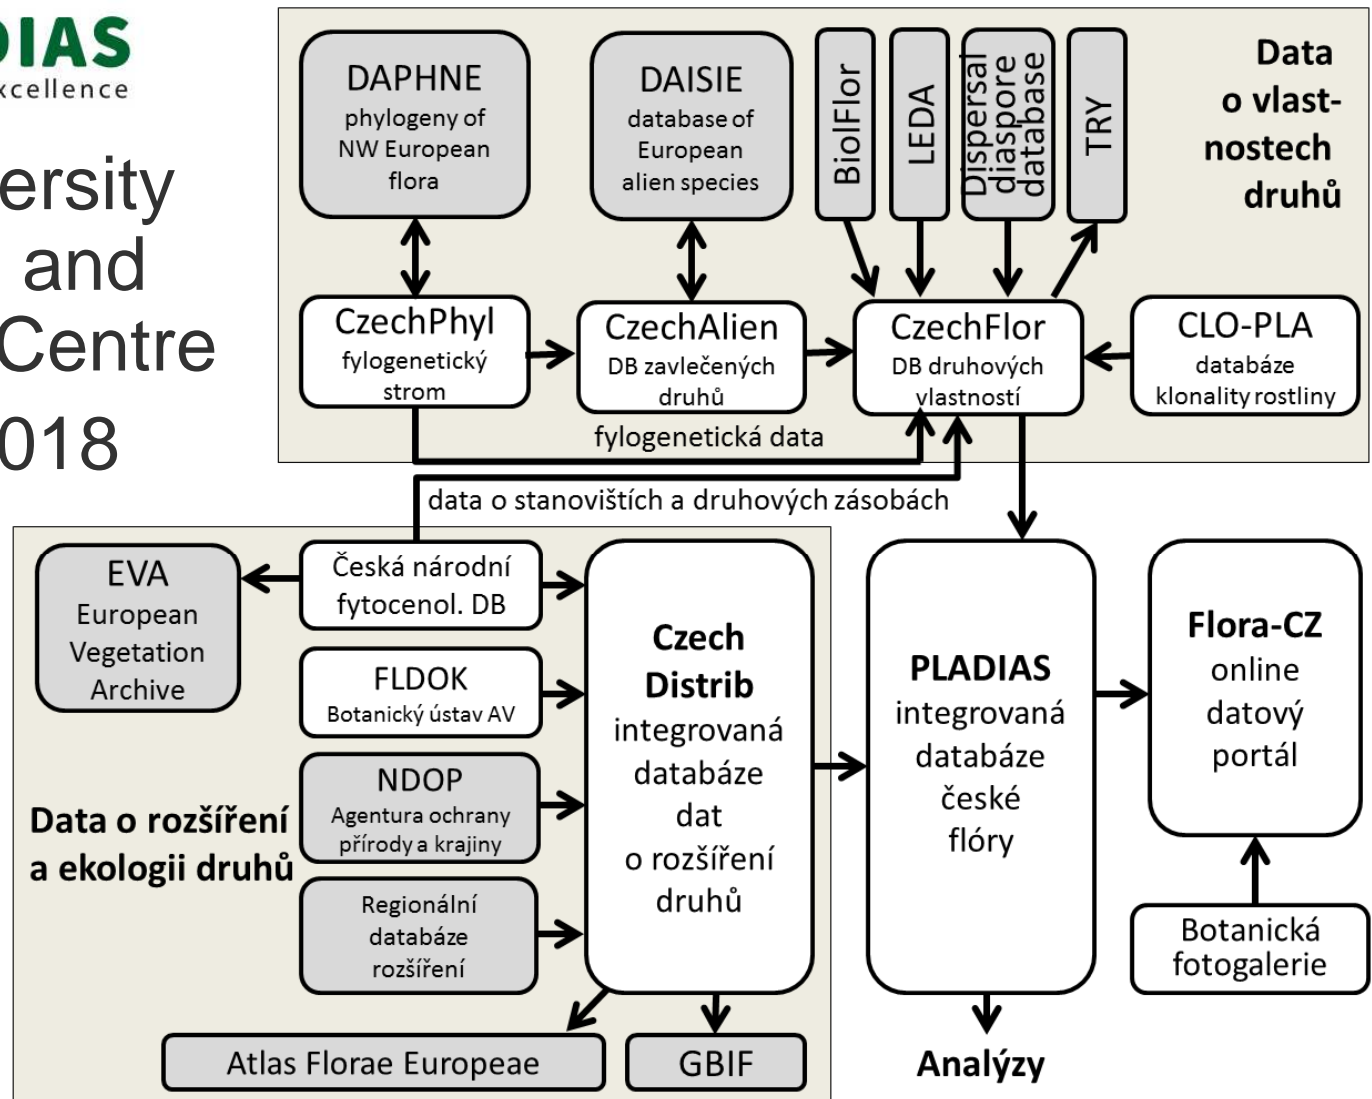 DIAS
xcellence
ersity
and
Centre
018
DAPHNE
phylogeny of
NW European
flora
DAISIE
database of
European
alien species
BiolFlor
LEDA
Dispersal
diaspore
database
TRY
Data
o vlast-
nostech
druhů
CzechPhyl
fylogenetický
strom
CzechAlien
DB zavlečených
druhů
CzechFlor
DB druhových
vlastností
CLO-PLA
databáze
klonality rostliny
fylogenetická data
data o stanovištích a druhových zásobách
EVA
European
Vegetation
Archive
Česká národní
fytocenol. DB
FLDOK
Botanický ústav AV
NDOP
Agentura ochrany
přírody a krajiny
Regionální
databáze
rozšíření
Data o rozšíření
a ekologii druhů
Czech
Distrib
integrovaná
databáze
dat
o rozšíření
druhů
PLADIAS
integrovaná
databáze
české
flóry
Flora-CZ
online
datový
portál
Botanická
fotogalerie
Atlas Florae Europeae
GBIF
Analýzy